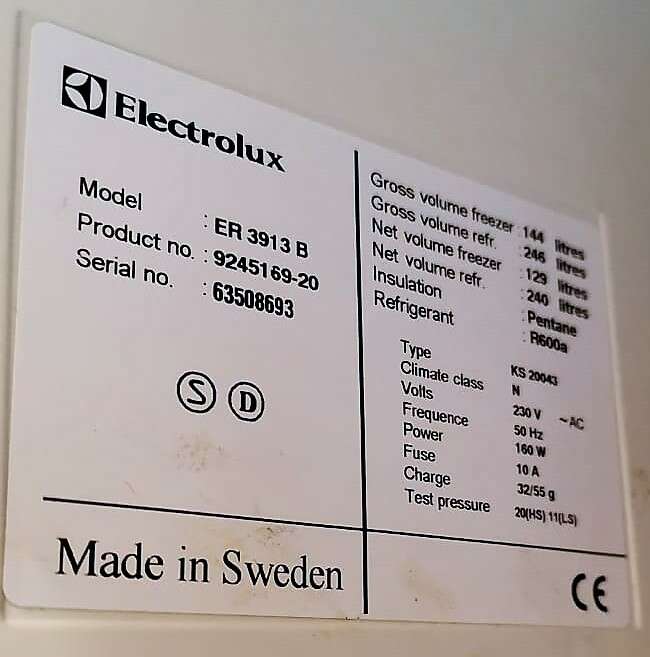 Electrolux
Model : ER 3913 B
Product no. : 9245169-20
Serial no. : 63508693
S D
Made in Sweden
Gross volume freezer : 144 litres
Gross volume refr. : 246 litres
Net volume freezer : 129 litres
Net volume refr. : 240 litres
Insulation : Pentane
Refrigerant : R600a
Type KS 20043
Climate class N
Volts 230 V ~AC
Frequence 50 Hz
Power 160 W
Fuse 10 A
Charge 32/55 g
Test pressure 20(HS) 11(LS)
CE